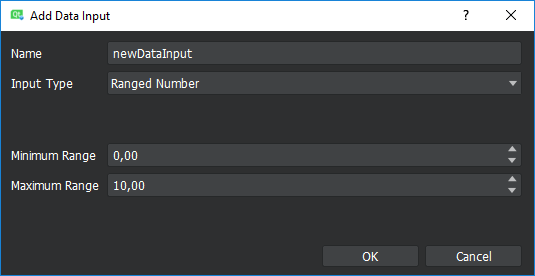 Add Data Input
Name newDataInput
Input Type Ranged Number
Minimum Range 0,00
Maximum Range 10,00
OK Cancel